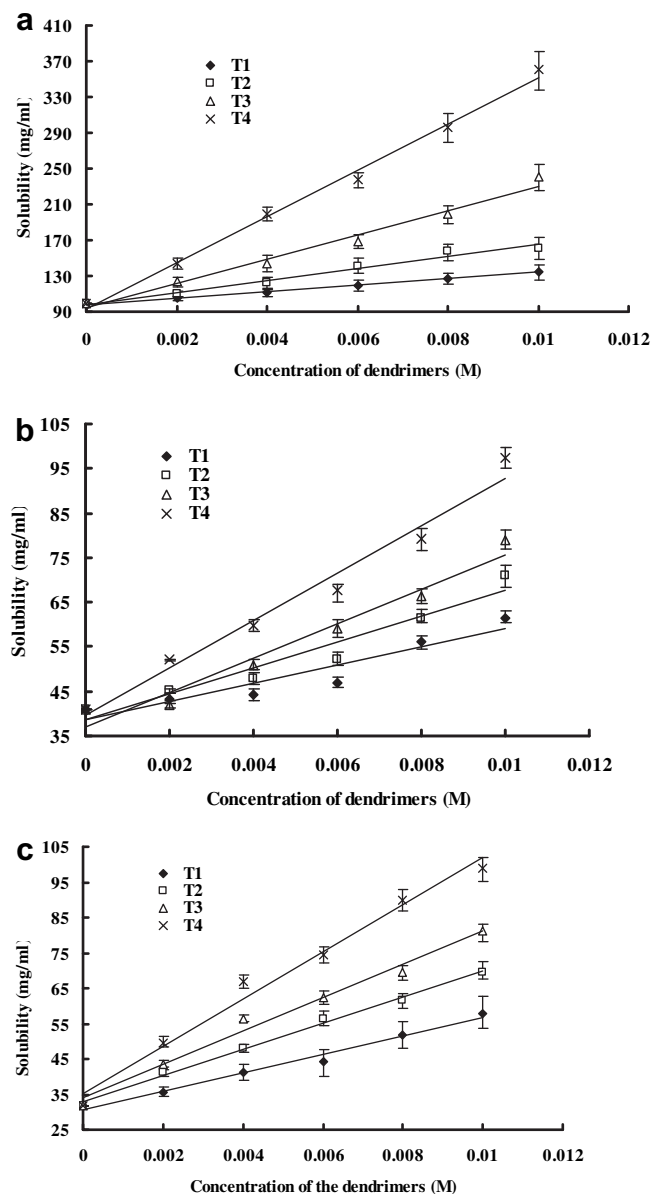 a
410
370
330
290
250
210
170
130
90
Solubility (mg/ml)
T1
T2
T3
T4
0 0.002 0.004 0.006 0.008 0.01 0.012
Concentration of dendrimers (M)
b
105
95
85
75
65
55
45
35
Solubility (mg/ml)
T1
T2
T3
T4
0 0.002 0.004 0.006 0.008 0.01 0.012
Concentration of dendrimers (M)
c
105
95
85
75
65
55
45
35
25
Solubility (mg/ml)
T1
T2
T3
T4
0 0.002 0.004 0.006 0.008 0.01 0.012
Concentration of the dendrimers (M)